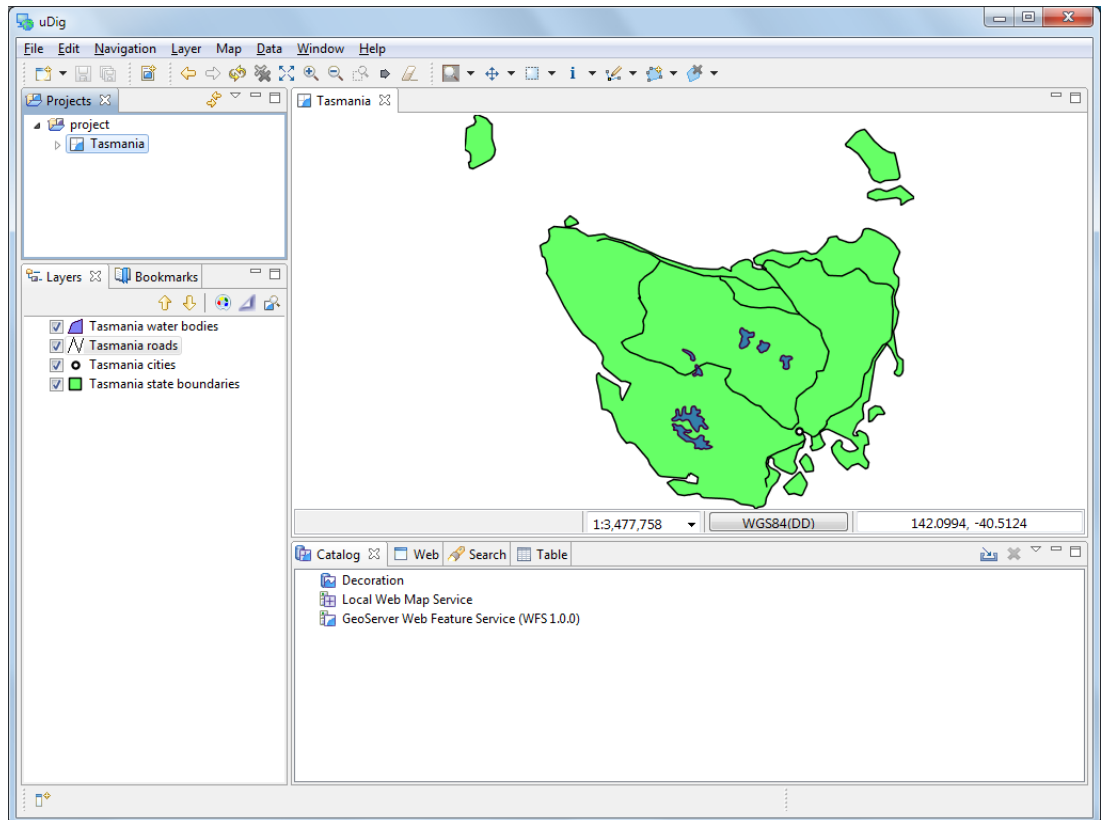 uDig
File Edit Navigation Layer Map Data Window Help
Projects
project
Tasmania
Layers Bookmarks
Tasmania water bodies
Tasmania roads
Tasmania cities
Tasmania state boundaries
Tasmania
1:3,477,758 WGS84(DD) 142.0994, -40.5124
Catalog Web Search Table
Decoration
Local Web Map Service
GeoServer Web Feature Service (WFS 1.0.0)